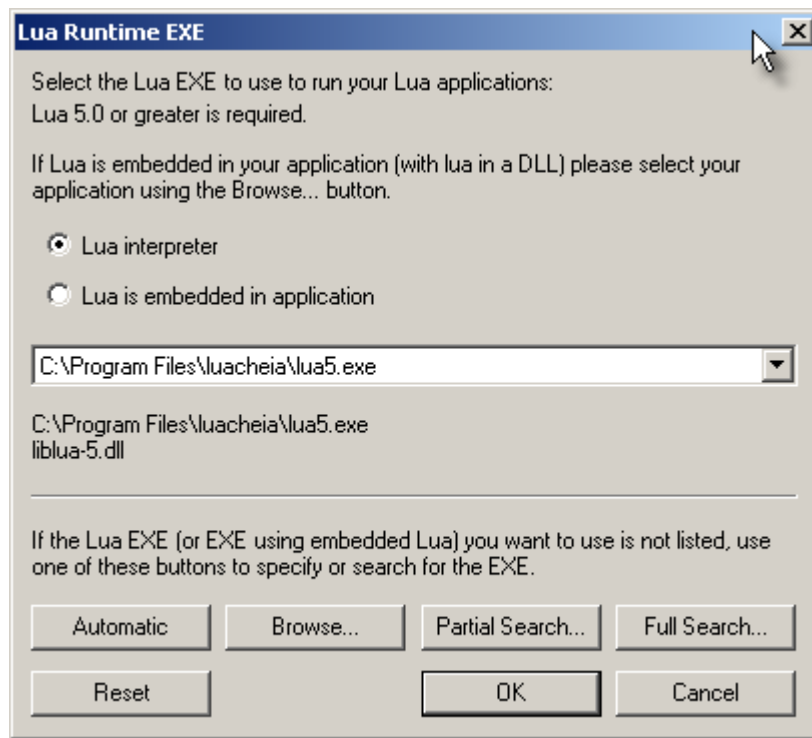 Lua Runtime EXE
Select the Lua EXE to use to run your Lua applications:
Lua 5.0 or greater is required.
If Lua is embedded in your application (with lua in a DLL) please select your
application using the Browse... button.
Lua interpreter
Lua is embedded in application
C:\Program Files\luacheia\lua5.exe
C:\Program Files\luacheia\lua5.exe
liblua-5.dll
If the Lua EXE (or EXE using embedded Lua) you want to use is not listed, use
one of these buttons to specify or search for the EXE.
Automatic Browse... Partial Search... Full Search...
Reset OK Cancel